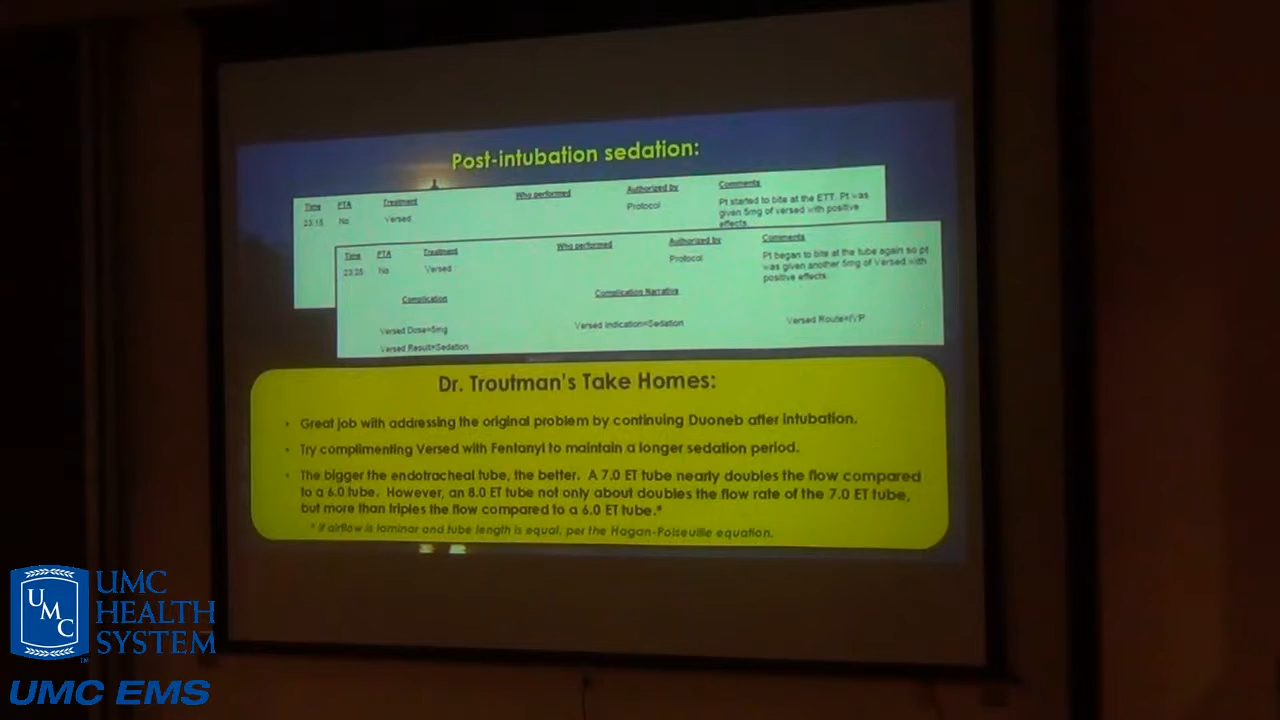 Post-intubation sedation:
Time PTA Treatment Who performed Authorized by Comments
23:15 No Versed Protocol Pt started to bite at the ETT. Pt was
given 5mg of versed with positive
effects.
Time PTA Treatment Who performed Authorized by Comments
23:25 No Versed Protocol Pt began to bite at the tube again so pt
was given another 5mg of Versed with
positive effects.
Complication Complication Narrative
Versed Dose=5mg Versed Indication=Sedation Versed Route=IVP
Versed Result=Sedation
Dr. Troutman's Take Homes:
• Great job with addressing the original problem by continuing Duoneb after intubation.
• Try complimenting Versed with Fentanyl to maintain a longer sedation period.
• The bigger the endotracheal tube, the better. A 7.0 ET tube nearly doubles the flow compared
to a 6.0 tube. However, an 8.0 ET tube not only about doubles the flow rate of the 7.0 ET tube,
but more than triples the flow compared to a 6.0 ET tube.*
* if airflow is laminar and tube length is equal, per the Hagan-Poiseuille equation.
UMC
UMC
HEALTH
SYSTEM
TM
UMC EMS